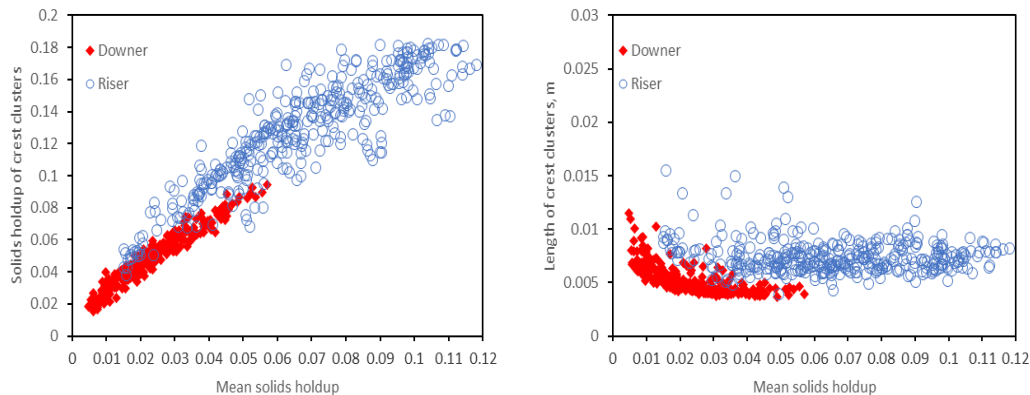 0.2
0.18
0.16
0.14
0.12
0.1
0.08
0.06
0.04
0.02
0
Solids holdup of crest clusters
Downer
Riser
0 0.01 0.02 0.03 0.04 0.05 0.06 0.07 0.08 0.09 0.1 0.11 0.12
Mean solids holdup
0.03
0.025
0.02
0.015
0.01
0.005
0
Length of crest clusters, m
Downer
Riser
0 0.01 0.02 0.03 0.04 0.05 0.06 0.07 0.08 0.09 0.1 0.11 0.12
Mean solids holdup